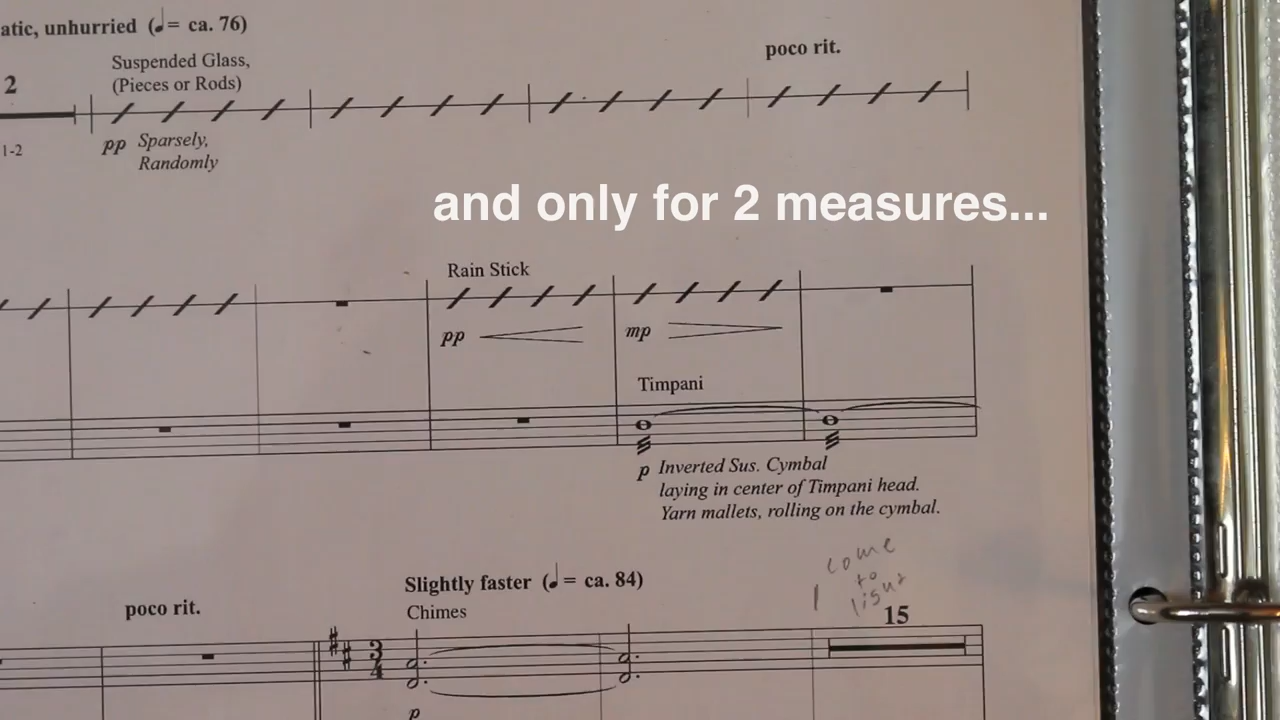 atic, unhurried (♩= ca. 76)
poco rit.
Suspended Glass,
(Pieces or Rods)
2
1-2
pp Sparsely,
Randomly
and only for 2 measures...
Rain Stick
pp
mp
Timpani
p Inverted Sus. Cymbal
laying in center of Timpani head.
Yarn mallets, rolling on the cymbal.
come
to
Slightly faster (♩= ca. 84)
poco rit.
Chimes
15
3
4
p